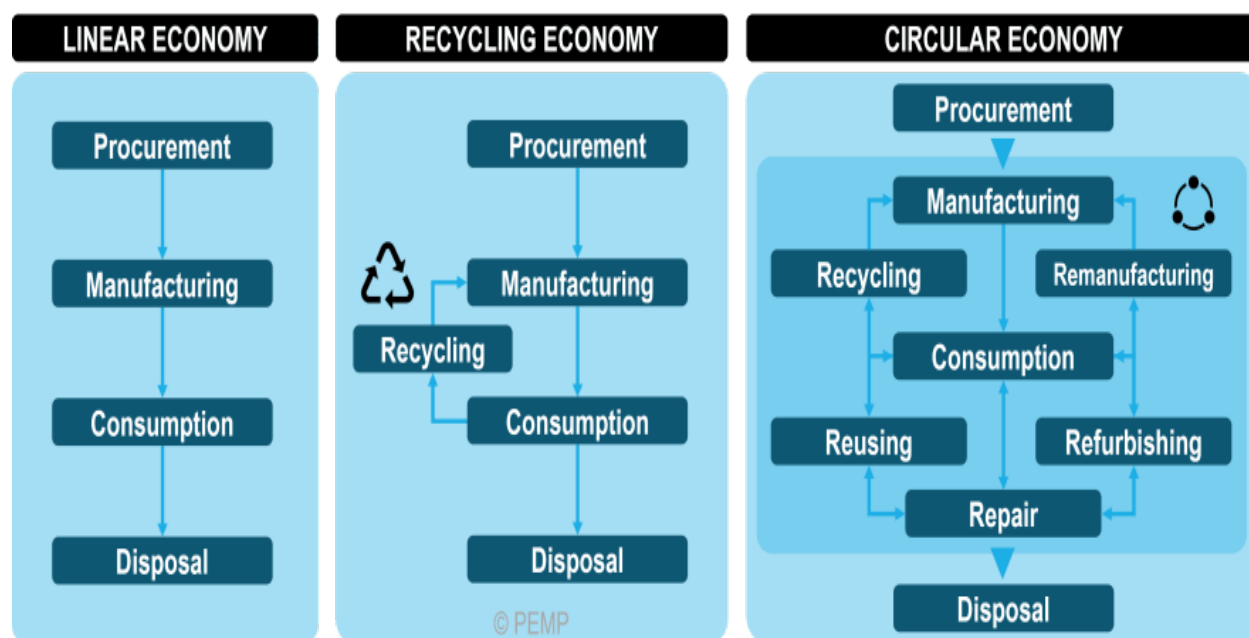 LINEAR ECONOMY
Procurement
Manufacturing
Consumption
Disposal
RECYCLING ECONOMY
Procurement
Manufacturing
Recycling
Consumption
Disposal
© PEMP
CIRCULAR ECONOMY
Procurement
Manufacturing
Recycling
Remanufacturing
Consumption
Reusing
Refurbishing
Repair
Disposal